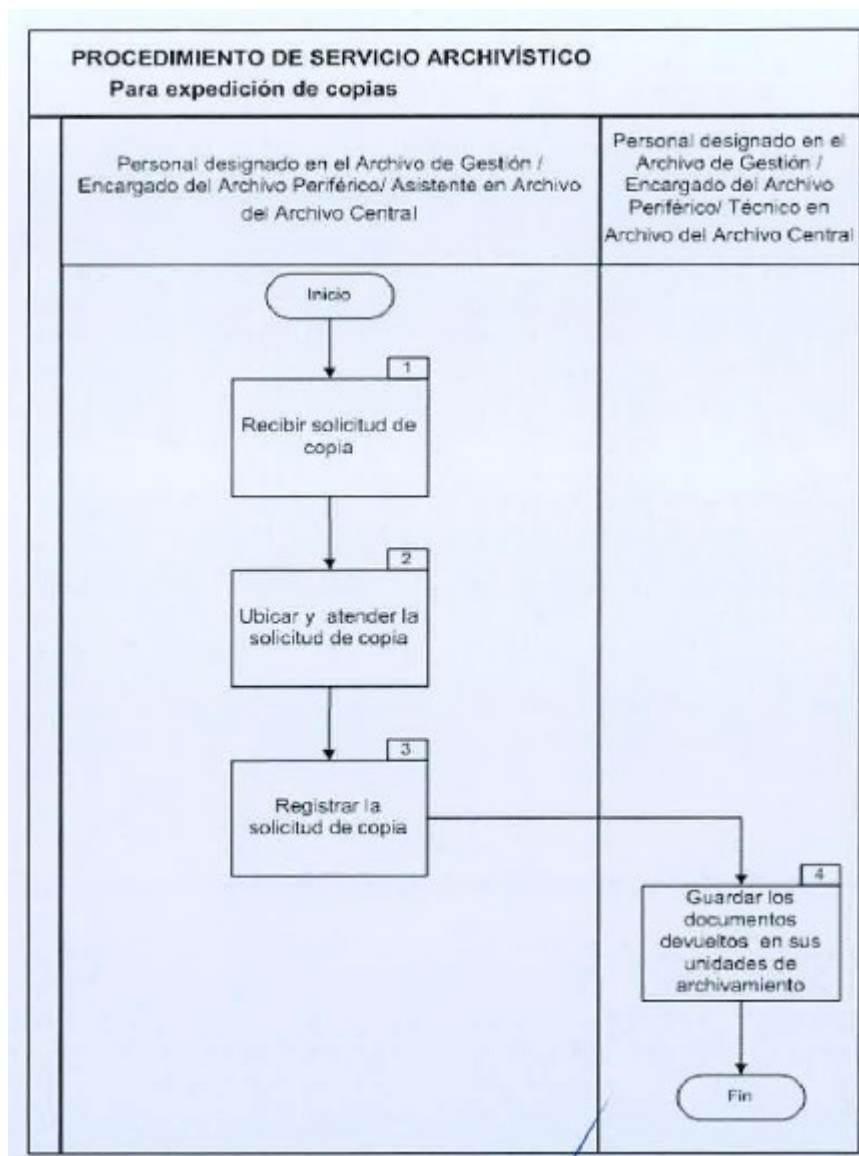 PROCEDIMIENTO DE SERVICIO ARCHIVÍSTICO
Para expedición de copias
Personal designado en el Archivo de Gestión /
Encargado del Archivo Periférico/ Asistente en Archivo
del Archivo Central
Personal designado en el
Archivo de Gestión /
Encargado del Archivo
Periférico/ Técnico en
Archivo del Archivo Central
Inicio
1
Recibir solicitud de
copia
2
Ubicar y atender la
solicitud de copia
3
Registrar la
solicitud de copia
4
Guardar los
documentos
devueltos en sus
unidades de
archivamiento
Fin